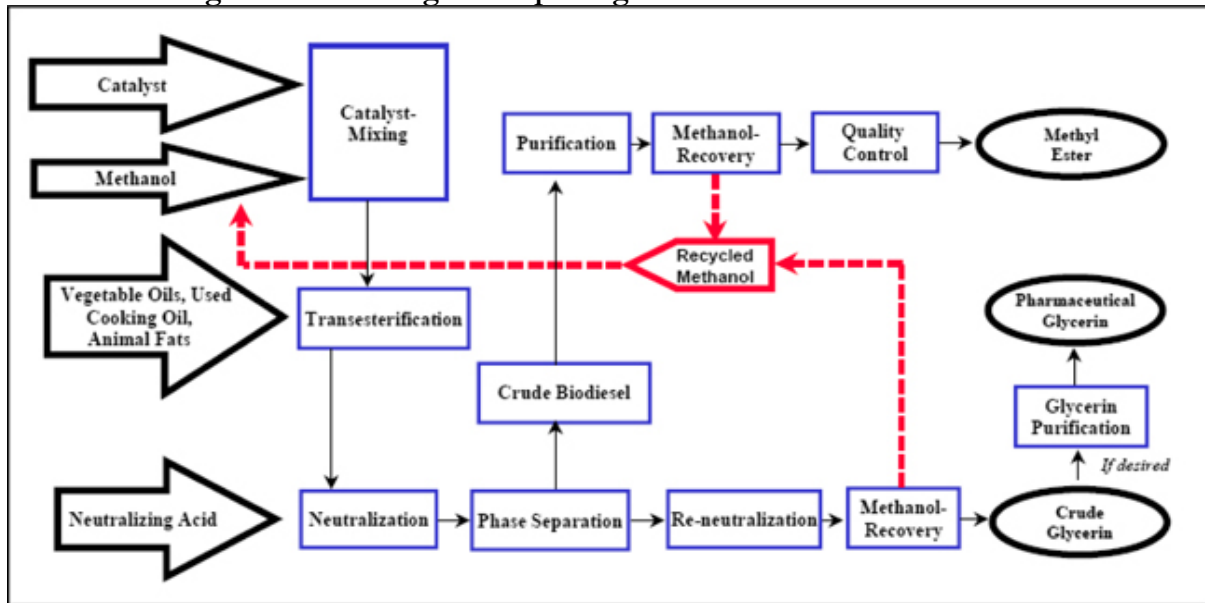 Catalyst
Catalyst-
Mixing
Methanol
Purification
Methanol-
Recovery
Quality
Control
Methyl
Ester
Recycled
Methanol
Vegetable Oils, Used
Cooking Oil,
Animal Fats
Transesterification
Crude Biodiesel
Pharmaceutical
Glycerin
Glycerin
Purification
If desired
Neutralizing Acid
Neutralization
Phase Separation
Re-neutralization
Methanol-
Recovery
Crude
Glycerin